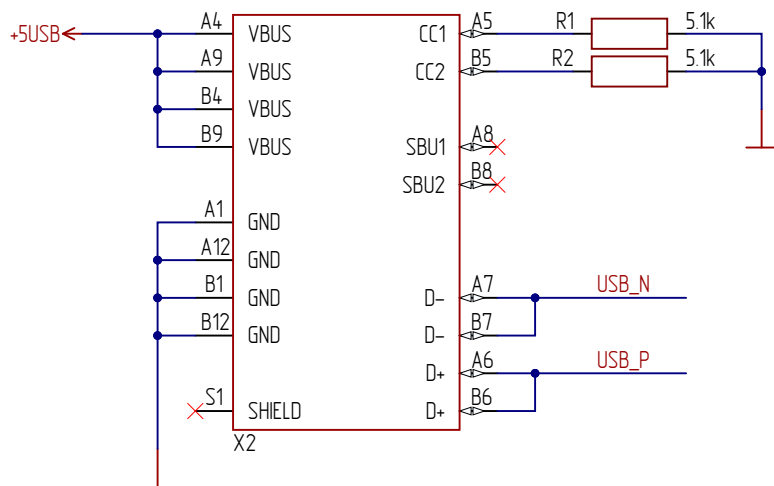 A4 VBUS CC1 A5 R1 5.1k
+5USB
A9 VBUS CC2 B5 R2 5.1k
B4 VBUS
B9 VBUS SBU1 A8
SBU2 B8
A1 GND
A12 GND
B1 GND D- A7 USB_N
B12 GND D- B7
D+ A6 USB_P
S1 SHIELD D+ B6
X2